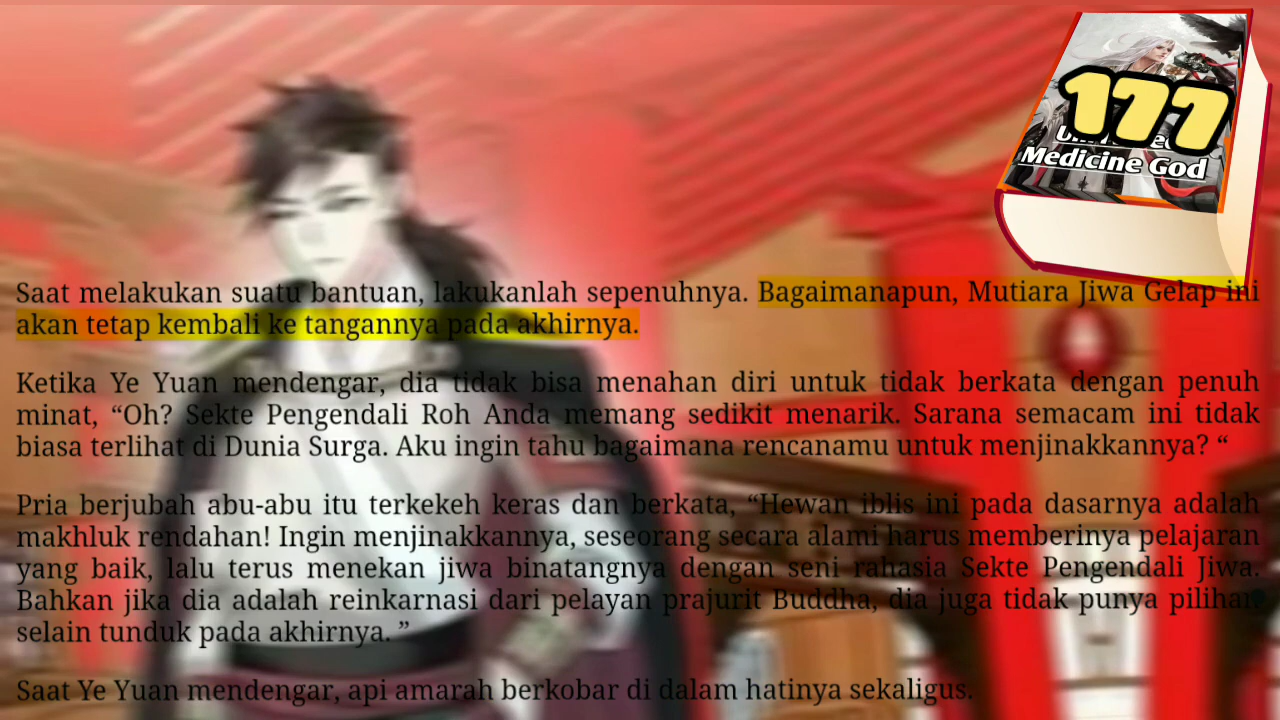 177
Medicine God
Saat melakukan suatu bantuan, lakukanlah sepenuhnya. Bagaimanapun, Mutiara Jiwa Gelap ini
akan tetap kembali ke tangannya pada akhirnya.
Ketika Ye Yuan mendengar, dia tidak bisa menahan diri untuk tidak berkata dengan penuh
minat, “Oh? Sekte Pengendali Roh Anda memang sedikit menarik. Sarana semacam ini tidak
biasa terlihat di Dunia Surga. Aku ingin tahu bagaimana rencanamu untuk menjinakkannya? “
Pria berjubah abu-abu itu terkekeh keras dan berkata, “Hewan iblis ini pada dasarnya adalah
makhluk rendahan! Ingin menjinakkannya, seseorang secara alami harus memberinya pelajaran
yang baik, lalu terus menekan jiwa binatangnya dengan seni rahasia Sekte Pengendali Jiwa.
Bahkan jika dia adalah reinkarnasi dari pelayan prajurit Buddha, dia juga tidak punya pilihan
selain tunduk pada akhirnya. ”
Saat Ye Yuan mendengar, api amarah berkobar di dalam hatinya sekaligus.